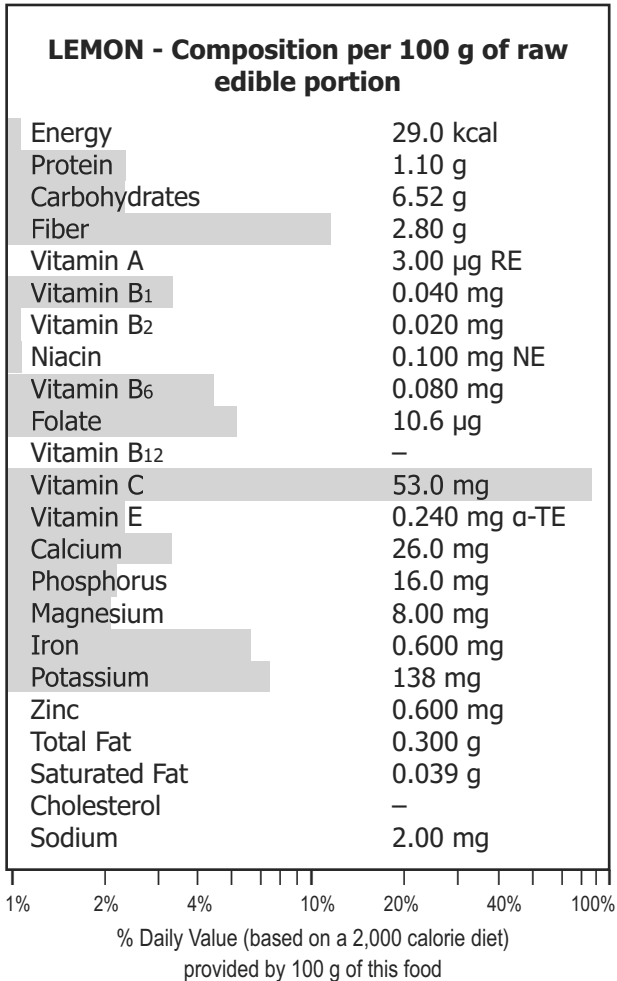 LEMON - Composition per 100 g of raw
edible portion
Energy 29.0 kcal
Protein 1.10 g
Carbohydrates 6.52 g
Fiber 2.80 g
Vitamin A 3.00 µg RE
Vitamin B1 0.040 mg
Vitamin B2 0.020 mg
Niacin 0.100 mg NE
Vitamin B6 0.080 mg
Folate 10.6 µg
Vitamin B12 –
Vitamin C 53.0 mg
Vitamin E 0.240 mg α-TE
Calcium 26.0 mg
Phosphorus 16.0 mg
Magnesium 8.00 mg
Iron 0.600 mg
Potassium 138 mg
Zinc 0.600 mg
Total Fat 0.300 g
Saturated Fat 0.039 g
Cholesterol –
Sodium 2.00 mg
1% 2% 4% 10% 20% 40% 100%
% Daily Value (based on a 2,000 calorie diet)
provided by 100 g of this food